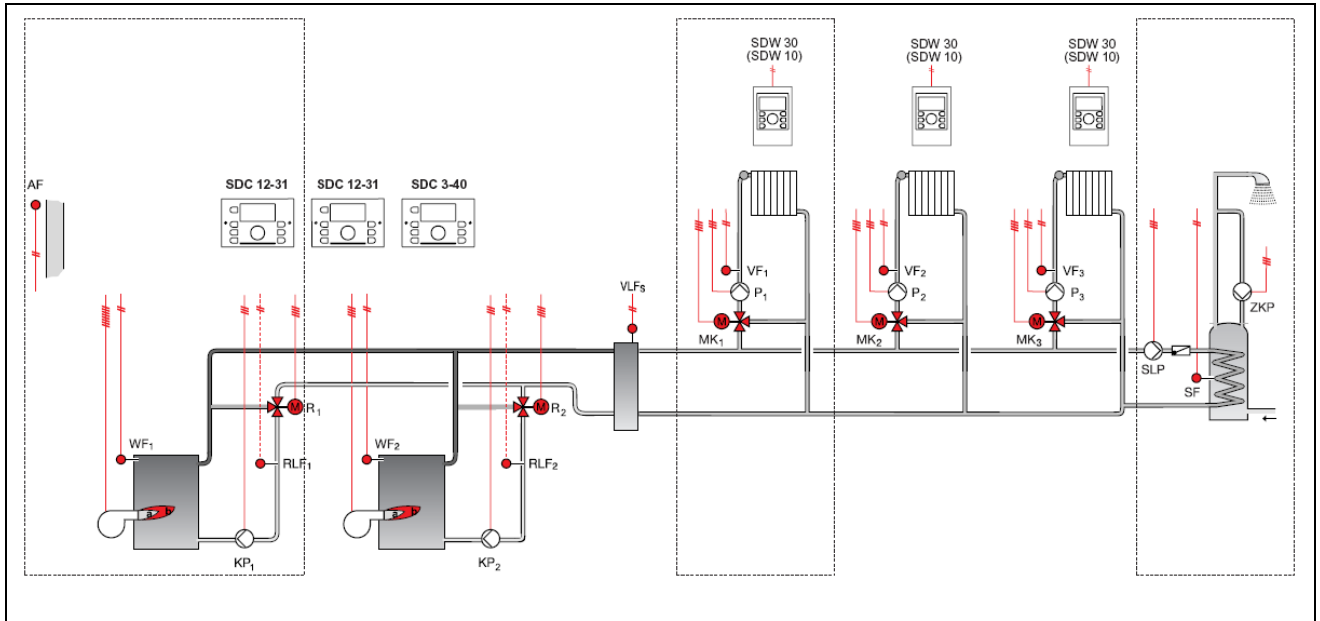 SDW 30
(SDW 10)
SDW 30
(SDW 10)
SDW 30
(SDW 10)
AF
SDC 12-31
SDC 12-31
SDC 3-40
VF1
VF2
VF3
VLFS
P1
P2
P3
ZKP
M
M
M
MK1
MK2
MK3
SLP
SF
M R1
M R2
WF1
RLF1
WF2
RLF2
a b
a b
KP1
KP2